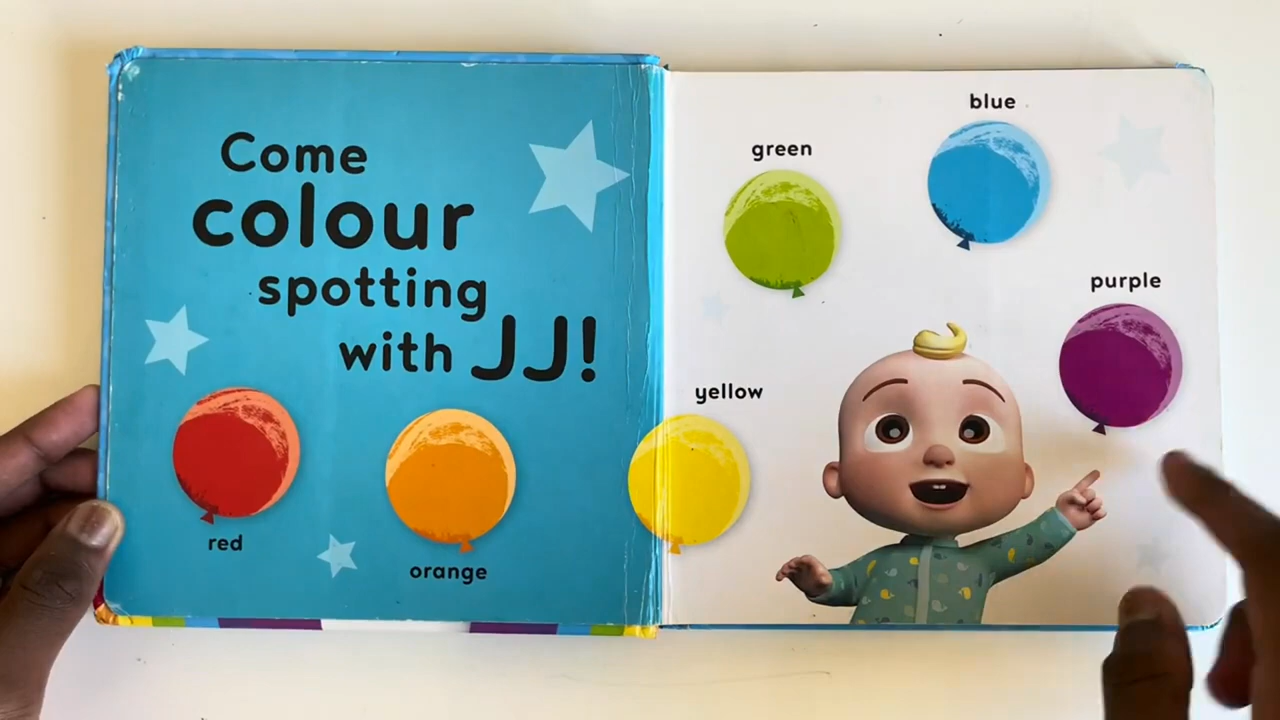 Come
colour
spotting
with JJ!
red
orange
yellow
green
blue
purple